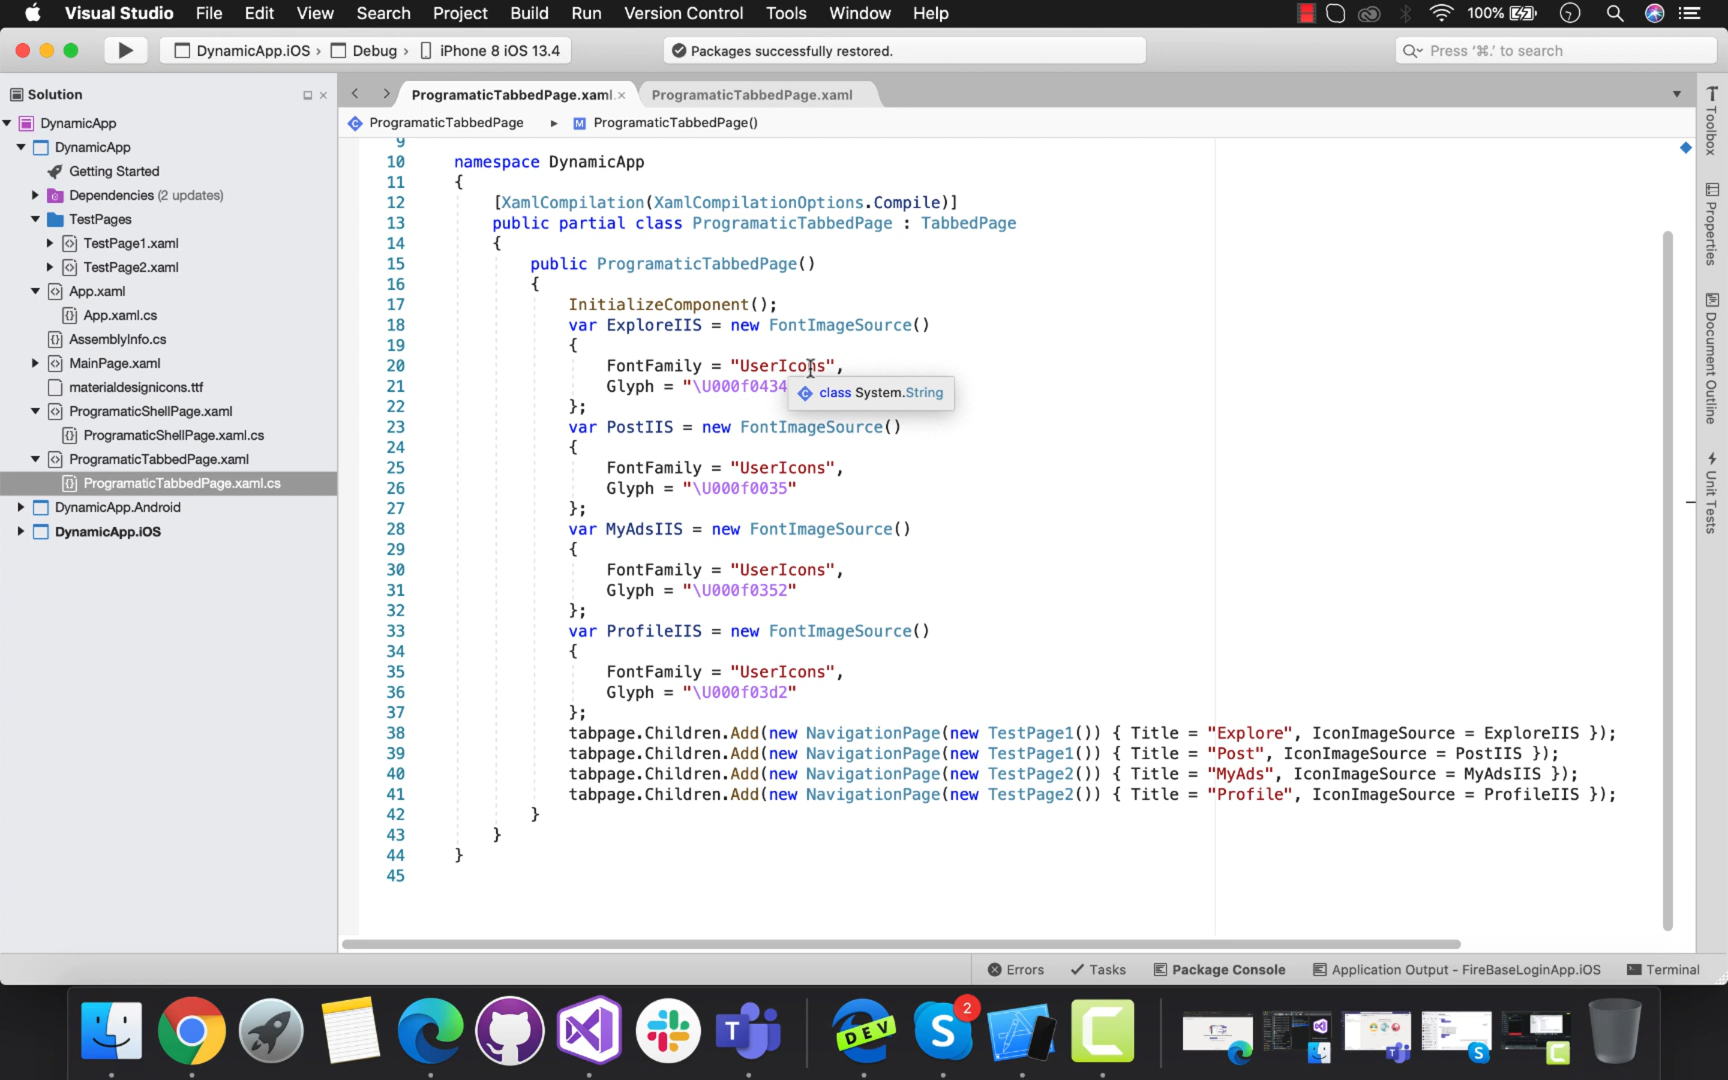 Visual Studio File Edit View Search Project Build Run Version Control Tools Window Help 100%
DynamicApp.iOS › Debug › iPhone 8 iOS 13.4
Packages successfully restored.
Press '⌘.' to search
Solution
DynamicApp
DynamicApp
Getting Started
Dependencies (2 updates)
TestPages
TestPage1.xaml
TestPage2.xaml
App.xaml
App.xaml.cs
AssemblyInfo.cs
MainPage.xaml
materialdesignicons.ttf
ProgramaticShellPage.xaml
ProgramaticShellPage.xaml.cs
ProgramaticTabbedPage.xaml
ProgramaticTabbedPage.xaml.cs
DynamicApp.Android
DynamicApp.iOS
ProgramaticTabbedPage.xaml. ProgramaticTabbedPage.xaml
ProgramaticTabbedPage ProgramaticTabbedPage()
9
10 namespace DynamicApp
11 {
12 [XamlCompilation(XamlCompilationOptions.Compile)]
13 public partial class ProgramaticTabbedPage : TabbedPage
14 {
15 public ProgramaticTabbedPage()
16 {
17 InitializeComponent();
18 var ExploreIIS = new FontImageSource()
19 {
20 FontFamily = "UserIcons",
21 Glyph = "\U000f0434
class System.String
22 };
23 var PostIIS = new FontImageSource()
24 {
25 FontFamily = "UserIcons",
26 Glyph = "\U000f0035"
27 };
28 var MyAdsIIS = new FontImageSource()
29 {
30 FontFamily = "UserIcons",
31 Glyph = "\U000f0352"
32 };
33 var ProfileIIS = new FontImageSource()
34 {
35 FontFamily = "UserIcons",
36 Glyph = "\U000f03d2"
37 };
38 tabpage.Children.Add(new NavigationPage(new TestPage1()) { Title = "Explore", IconImageSource = ExploreIIS });
39 tabpage.Children.Add(new NavigationPage(new TestPage1()) { Title = "Post", IconImageSource = PostIIS });
40 tabpage.Children.Add(new NavigationPage(new TestPage2()) { Title = "MyAds", IconImageSource = MyAdsIIS });
41 tabpage.Children.Add(new NavigationPage(new TestPage2()) { Title = "Profile", IconImageSource = ProfileIIS });
42 }
43 }
44 }
45
Toolbox
Properties
Document Outline
Unit Tests
Errors Tasks Package Console Application Output - FireBaseLoginApp.iOS Terminal
DEV
2